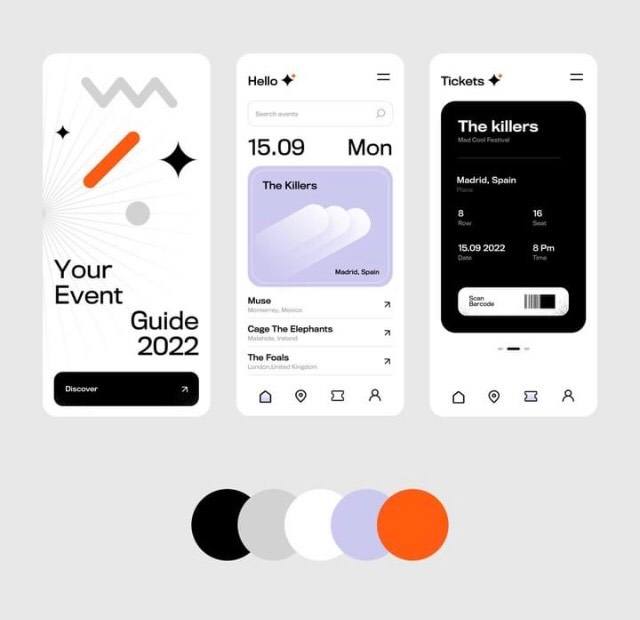 Your
Event
Guide
2022
Discover
Hello
Search events
15.09 Mon
The Killers
Madrid, Spain
Muse
Monterrey, Mexico
Cage The Elephants
Malahide, Ireland
The Foals
London,United Kingdom
Tickets
The killers
Mad Cool Festival
Madrid, Spain
Place
8 16
Row Seat
15.09 2022 8 Pm
Date Time
Scan
Barcode